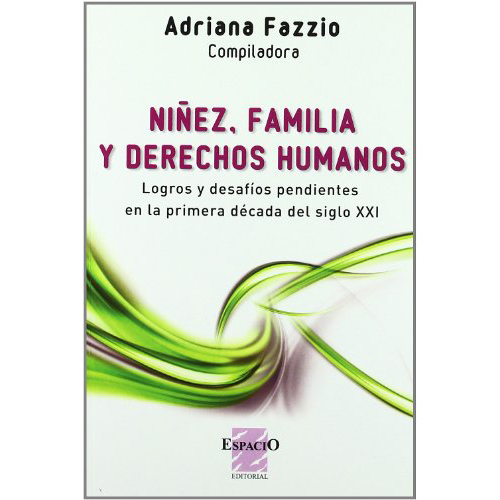 Adriana Fazzio
Compiladora
NIÑEZ, FAMILIA
Y DERECHOS HUMANOS
Logros y desafíos pendientes
en la primera década del siglo XXI
ESPACIO
EDITORIAL